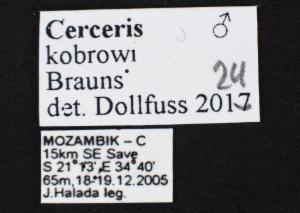 Cerceris ♂
kobrowi
Brauns
24
det. Dollfuss 2017
MOZAMBIK – C
15km SE Save
S 21°13' E 34°40'
65m, 18-19.12.2005
J.Halada leg.